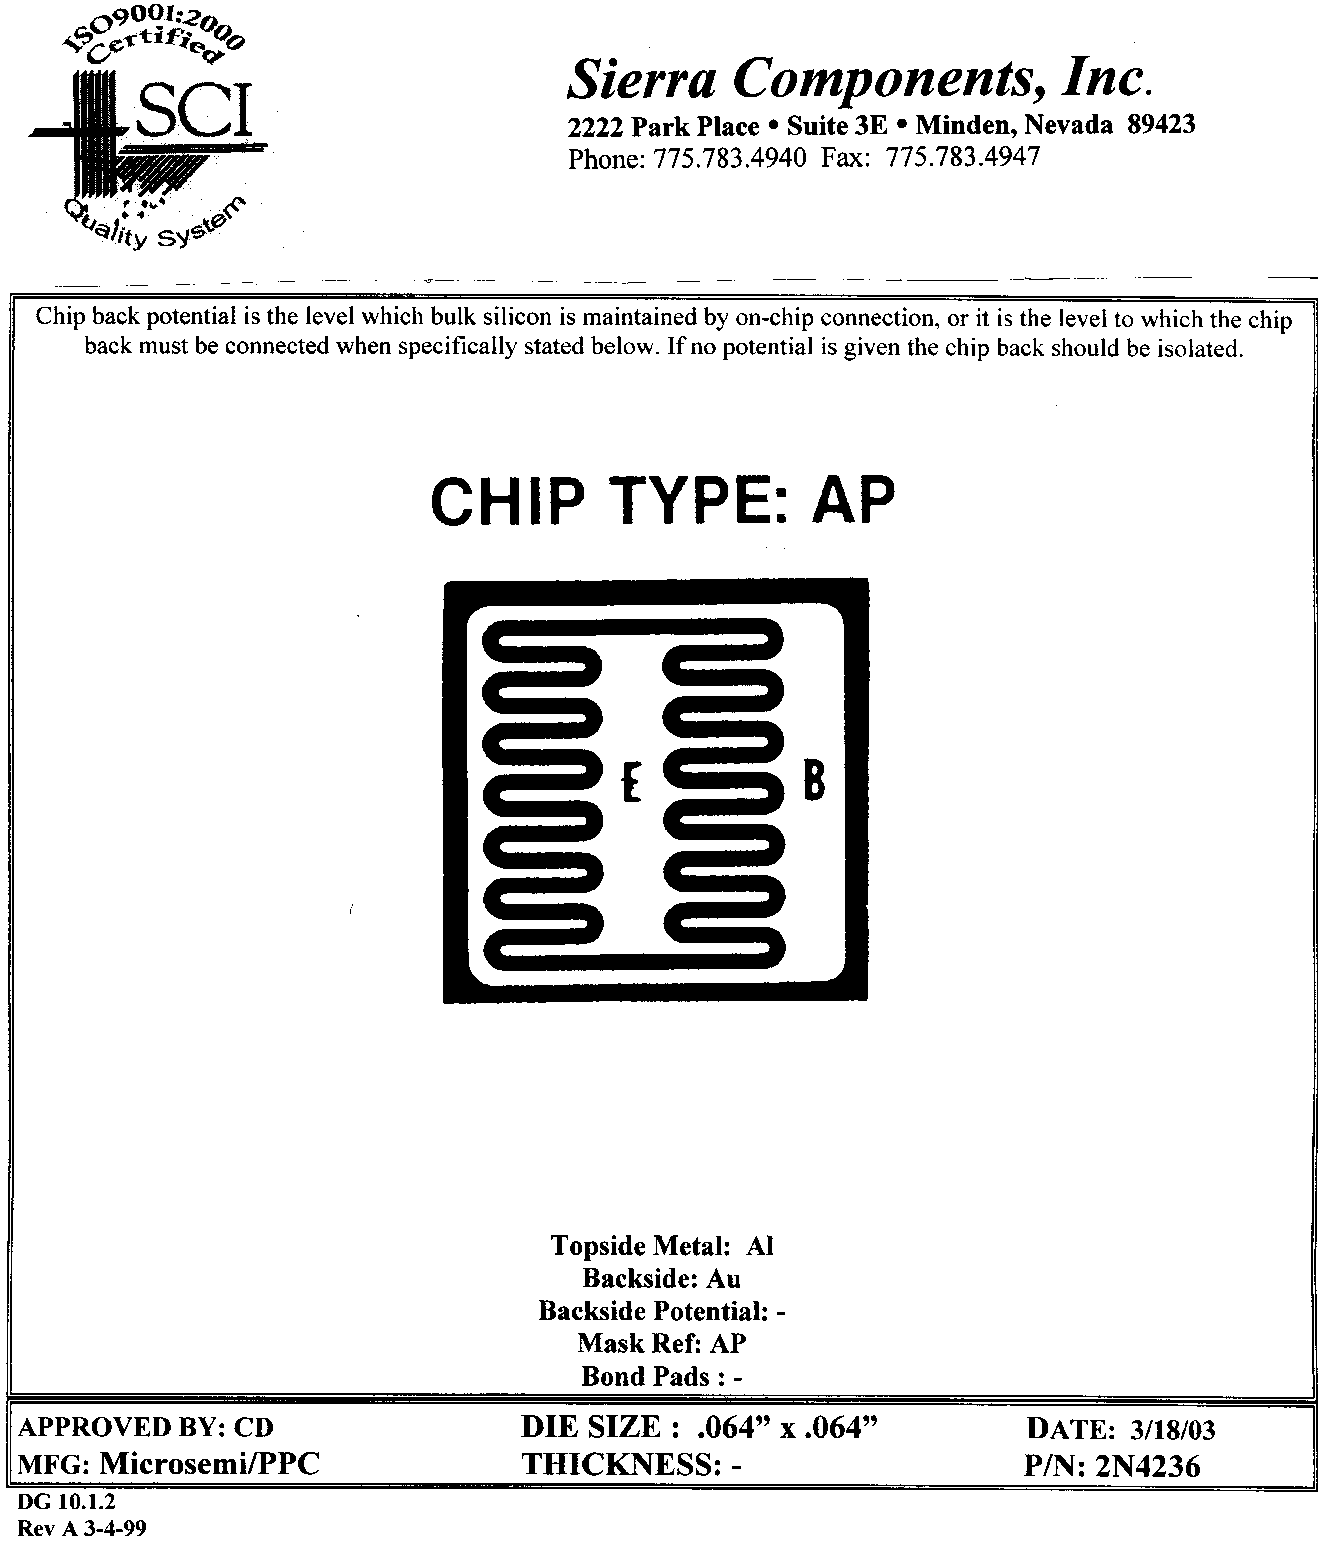 ISO9001:2000
Certified
SCI
Quality System
Sierra Components, Inc.
2222 Park Place • Suite 3E • Minden, Nevada 89423
Phone: 775.783.4940 Fax: 775.783.4947
Chip back potential is the level which bulk silicon is maintained by on-chip connection, or it is the level to which the chip
back must be connected when specifically stated below. If no potential is given the chip back should be isolated.
CHIP TYPE: AP
E B
Topside Metal: Al
Backside: Au
Backside Potential: -
Mask Ref: AP
Bond Pads : -
APPROVED BY: CD DIE SIZE : .064” x .064” DATE: 3/18/03
MFG: Microsemi/PPC THICKNESS: - P/N: 2N4236
DG 10.1.2
Rev A 3-4-99